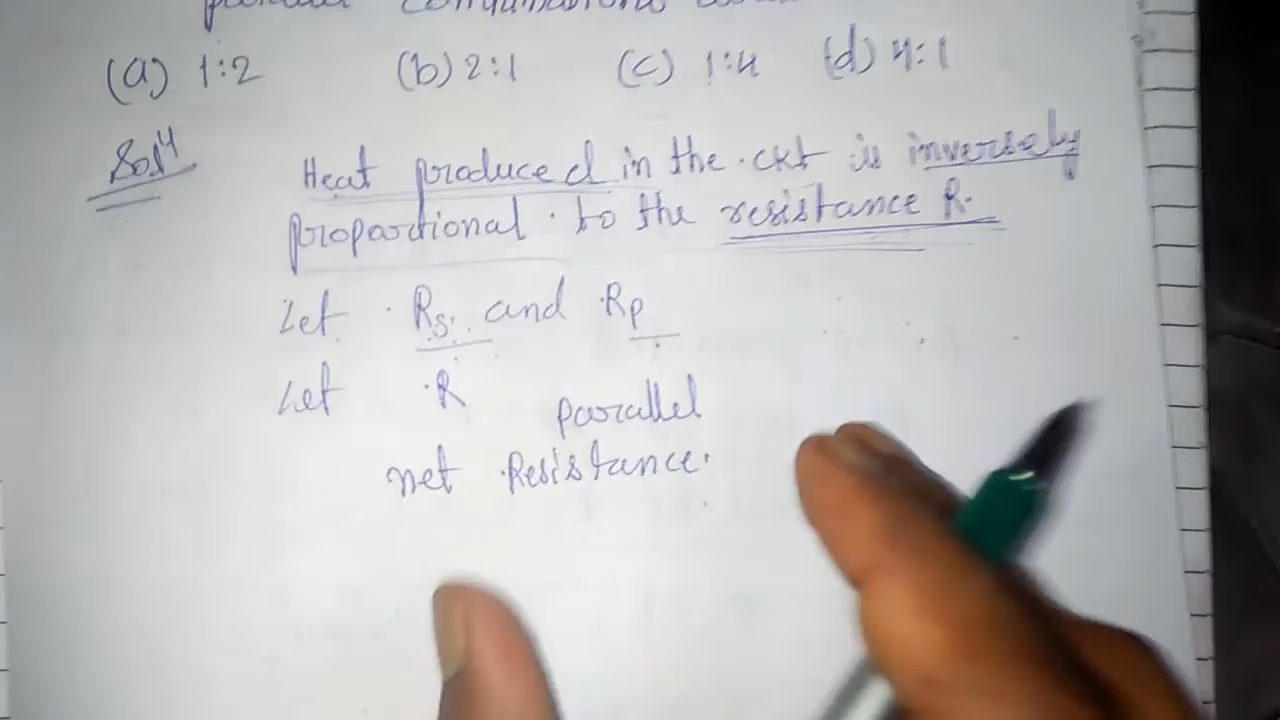 (a) 1:2 (b) 2:1 (c) 1:4 (d) 4:1
Soln Heat produced in the ckt is inversely
proportional to the resistance R.
Let Rs and Rp
Let R parallel
net Resistance.